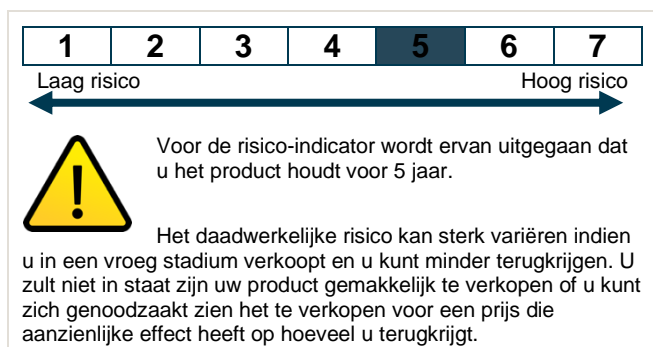 1 2 3 4 5 6 7
Laag risico Hoog risico
Voor de risico-indicator wordt ervan uitgegaan dat
u het product houdt voor 5 jaar.
Het daadwerkelijke risico kan sterk variëren indien
u in een vroeg stadium verkoopt en u kunt minder terugkrijgen. U
zult niet in staat zijn uw product gemakkelijk te verkopen of u kunt
zich genoodzaakt zien het te verkopen voor een prijs die
aanzienlijke effect heeft op hoeveel u terugkrijgt.